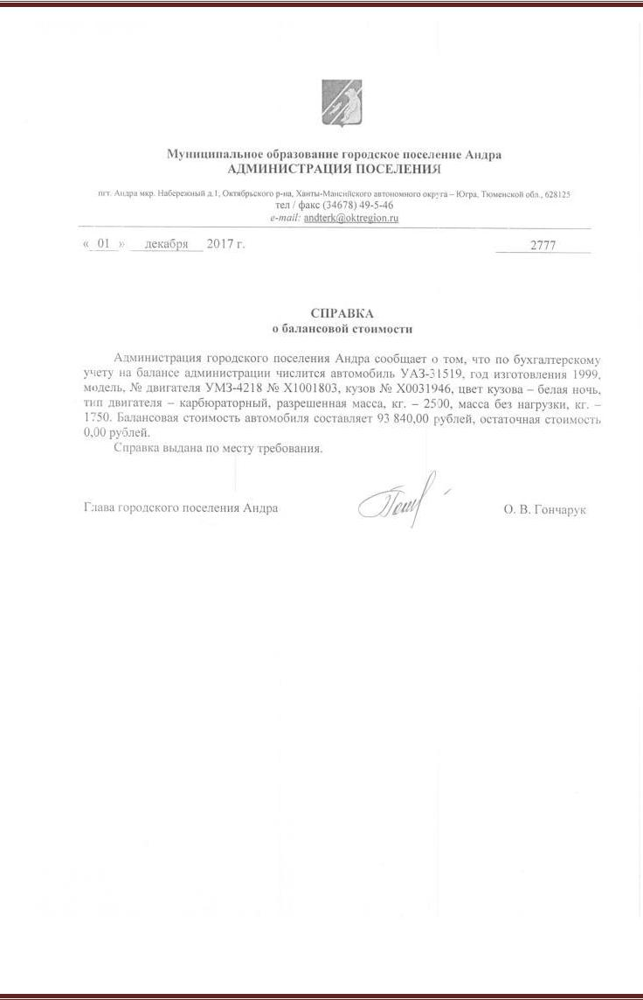 Муниципальное образование городское поселение Андра
АДМИНИСТРАЦИЯ ПОСЕЛЕНИЯ
пгт. Андра мкр. Набережный д.1, Октябрьского р-на, Ханты-Мансийского автономного округа – Югра, Тюменской обл., 628125
тел / факс (34678) 49-5-46
e-mail: andterk@oktregion.ru
« 01 » декабря 2017 г. 2777
СПРАВКА
о балансовой стоимости
Администрация городского поселения Андра сообщает о том, что по бухгалтерскому
учету на балансе администрации числится автомобиль УАЗ-31519, год изготовления 1999,
модель, № двигателя УМЗ-4218 № Х1001803, кузов № Х0031946, цвет кузова – белая ночь,
тип двигателя – карбюраторный, разрешенная масса, кг. – 2500, масса без нагрузки, кг. –
1750. Балансовая стоимость автомобиля составляет 93 840,00 рублей, остаточная стоимость
0,00 рублей.
Справка выдана по месту требования.
Глава городского поселения Андра О. В. Гончарук